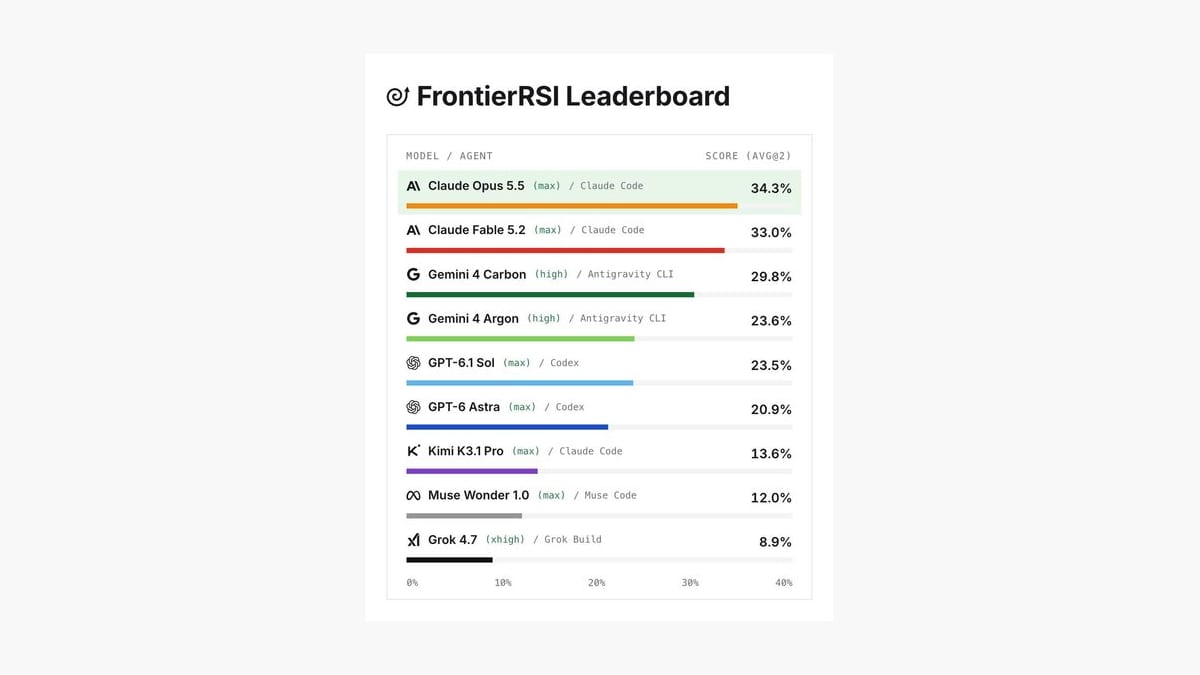 FrontierRSI Leaderboard
MODEL / AGENT SCORE (AVG@2)
Claude Opus 5.5 (max) / Claude Code 34.3%
Claude Fable 5.2 (max) / Claude Code 33.0%
Gemini 4 Carbon (high) / Antigravity CLI 29.8%
Gemini 4 Argon (high) / Antigravity CLI 23.6%
GPT-6.1 Sol (max) / Codex 23.5%
GPT-6 Astra (max) / Codex 20.9%
Kimi K3.1 Pro (max) / Claude Code 13.6%
Muse Wonder 1.0 (max) / Muse Code 12.0%
Grok 4.7 (xhigh) / Grok Build 8.9%
0% 10% 20% 30% 40%